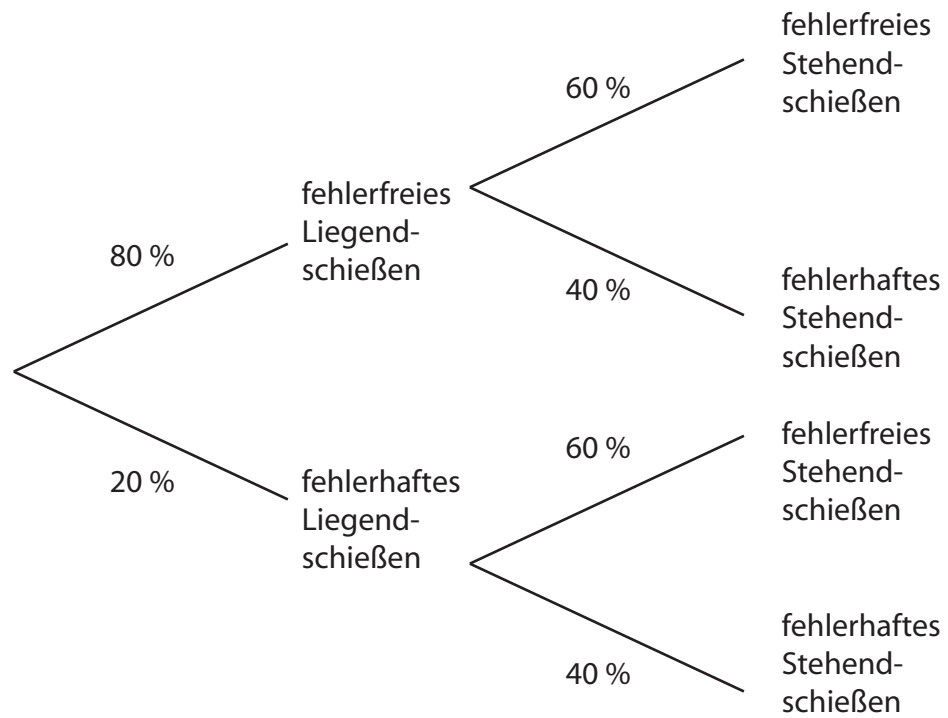 fehlerfreies
Stehend-
schießen
60 %
fehlerfreies
Liegend-
schießen
80 %
40 %
fehlerhaftes
Stehend-
schießen
20 %
fehlerhaftes
Liegend-
schießen
60 %
fehlerfreies
Stehend-
schießen
40 %
fehlerhaftes
Stehend-
schießen